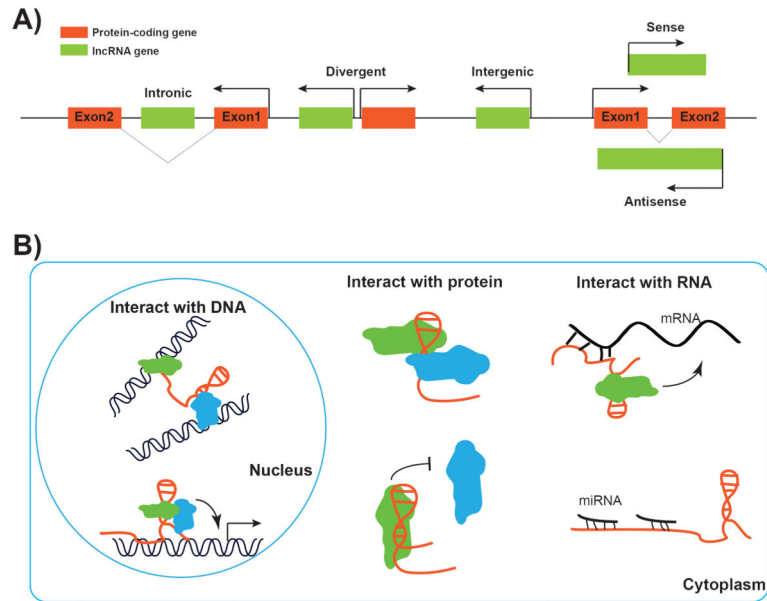 A)
Protein-coding gene
lncRNA gene
Sense
Intronic
Divergent
Intergenic
Exon2
Exon1
Exon1
Exon2
Antisense
B)
Interact with DNA
Interact with protein
Interact with RNA
mRNA
Nucleus
miRNA
Cytoplasm